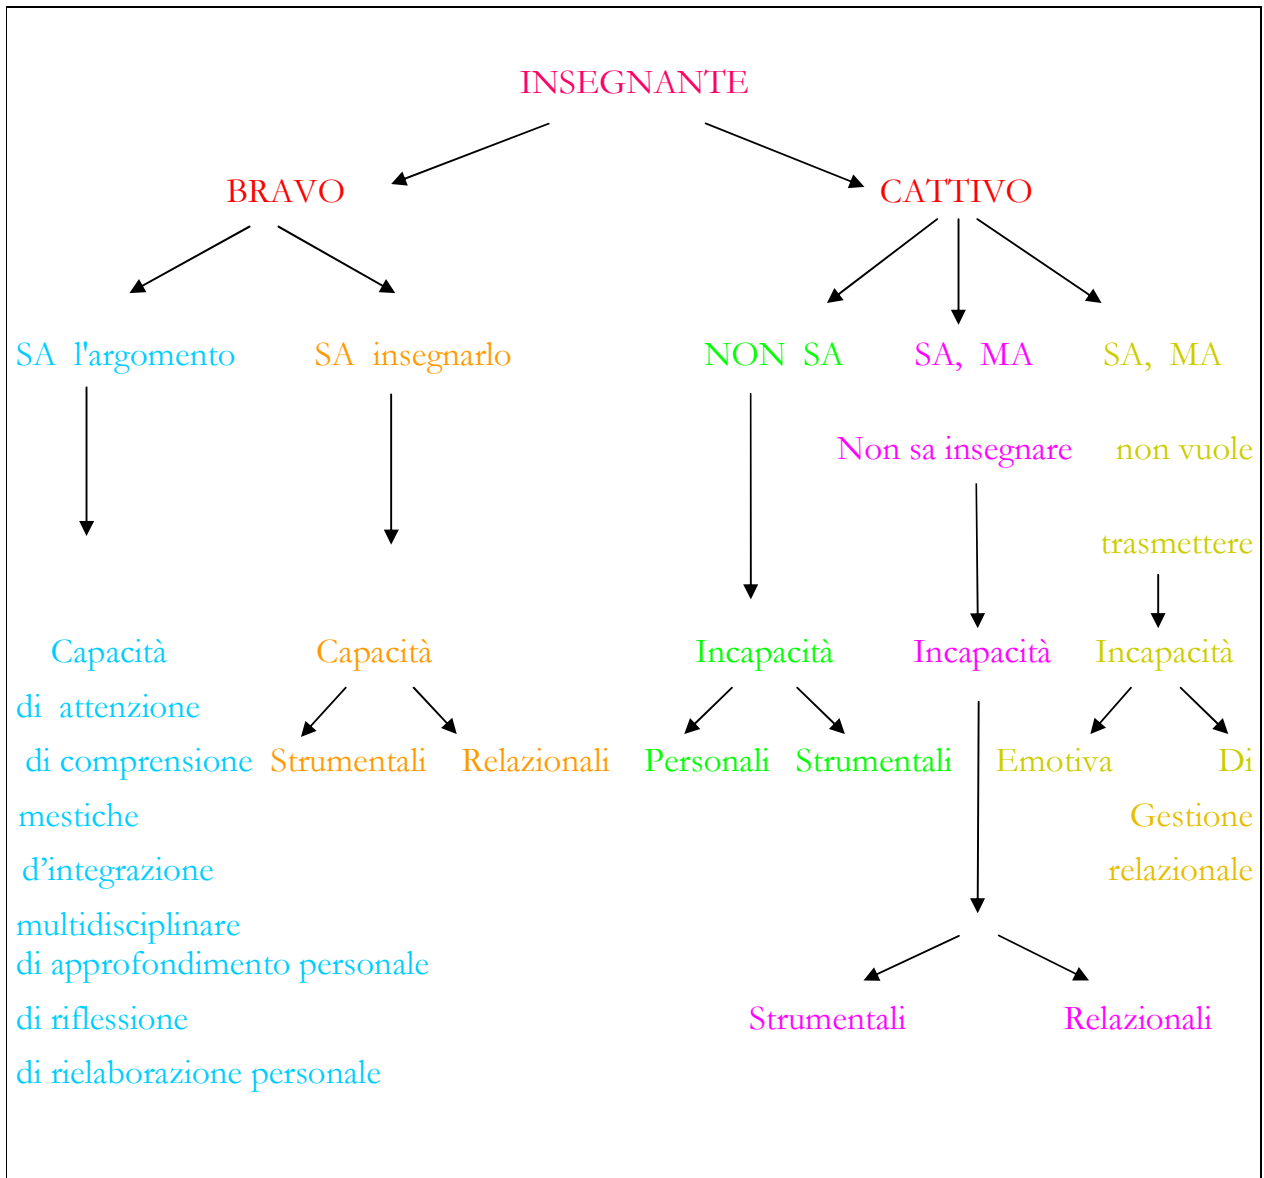 INSEGNANTE
BRAVO CATTIVO
SA l'argomento SA insegnarlo NON SA SA, MA SA, MA
Non sa insegnare non vuole
trasmettere
Capacità Capacità Incapacità Incapacità Incapacità
di attenzione
di comprensione Strumentali Relazionali Personali Strumentali Emotiva Di
mestiche Gestione
d’integrazione relazionale
multidisciplinare
di approfondimento personale
di riflessione Strumentali Relazionali
di rielaborazione personale